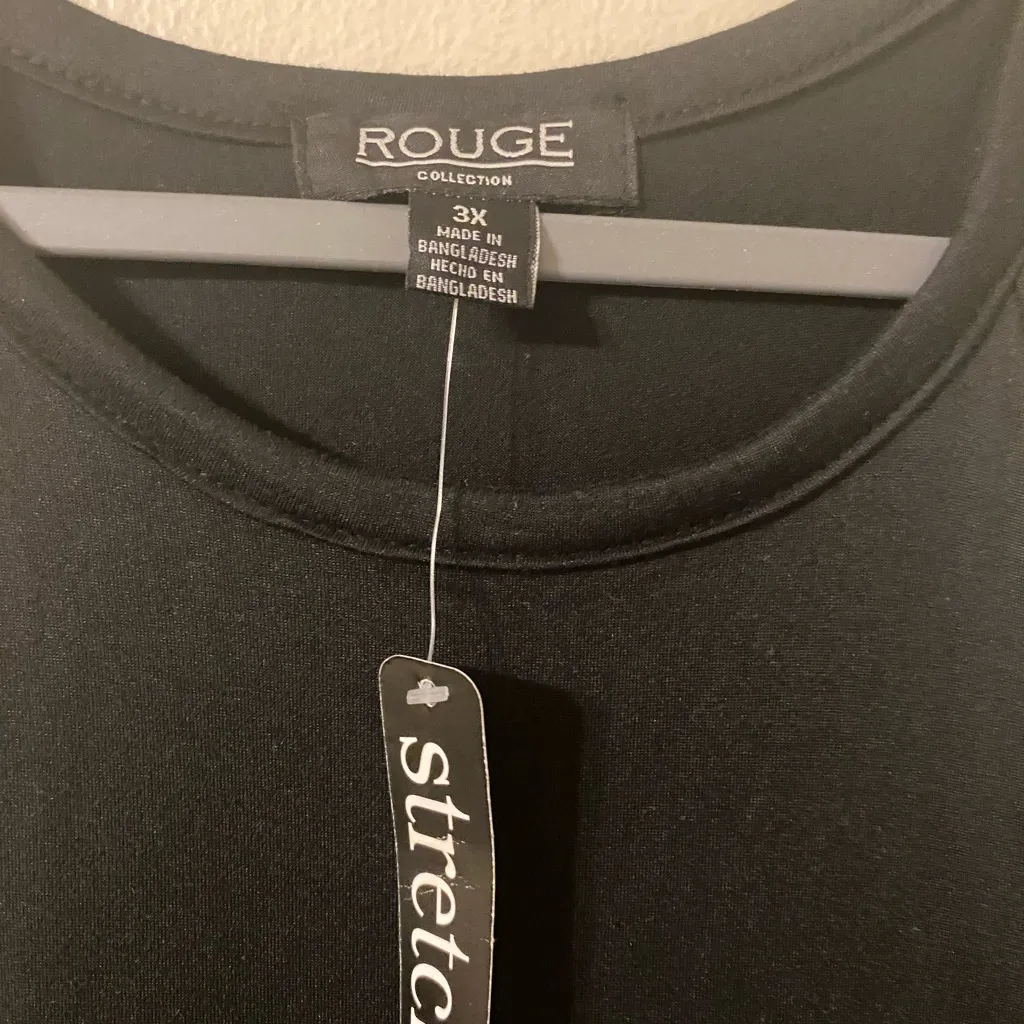 ROUGE
COLLECTION
3X
MADE IN
BANGLADESH
HECHO EN
BANGLADESH
stretc